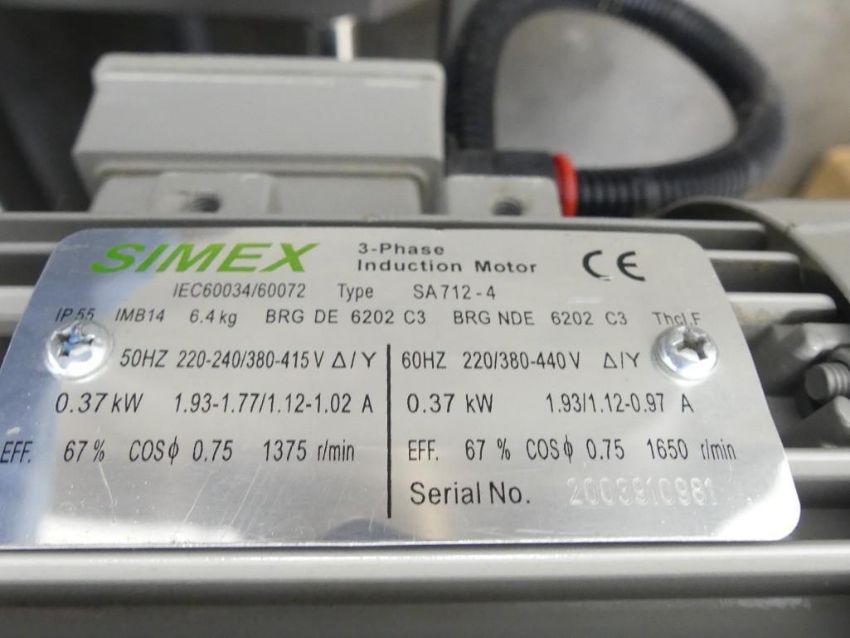 SIMEX
3-Phase
Induction Motor
CE
IEC60034/60072 Type SA712-4
IP 55 IMB14 6.4kg BRG DE 6202 C3 BRG NDE 6202 C3 Thcl.F
50HZ 220-240/380-415V Δ/Y
0.37kW 1.93-1.77/1.12-1.02 A
EFF. 67% COSϕ 0.75 1375 r/min
60HZ 220/380-440V Δ/Y
0.37 kW 1.93/1.12-0.97 A
EFF. 67 % COSϕ 0.75 1650 r/min
Serial No. 2003910981